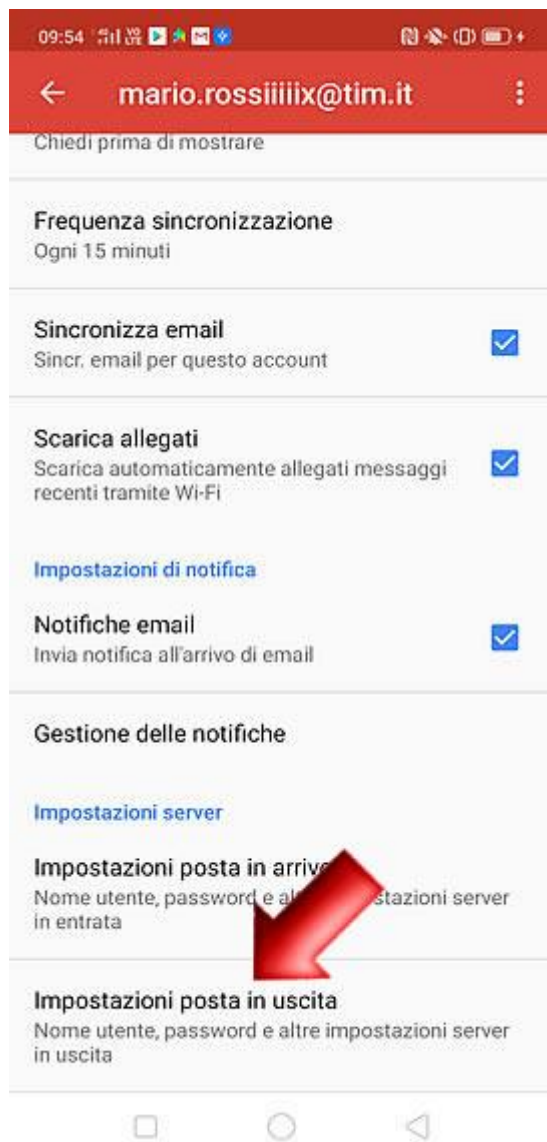 09:54
mario.rossiiiiix@tim.it
Chiedi prima di mostrare
Frequenza sincronizzazione
Ogni 15 minuti
Sincronizza email
Sincr. email per questo account
Scarica allegati
Scarica automaticamente allegati messaggi
recenti tramite Wi-Fi
Impostazioni di notifica
Notifiche email
Invia notifica all'arrivo di email
Gestione delle notifiche
Impostazioni server
Impostazioni posta in arrivo
Nome utente, password e stazioni server
in entrata
Impostazioni posta in uscita
Nome utente, password e altre impostazioni server
in uscita